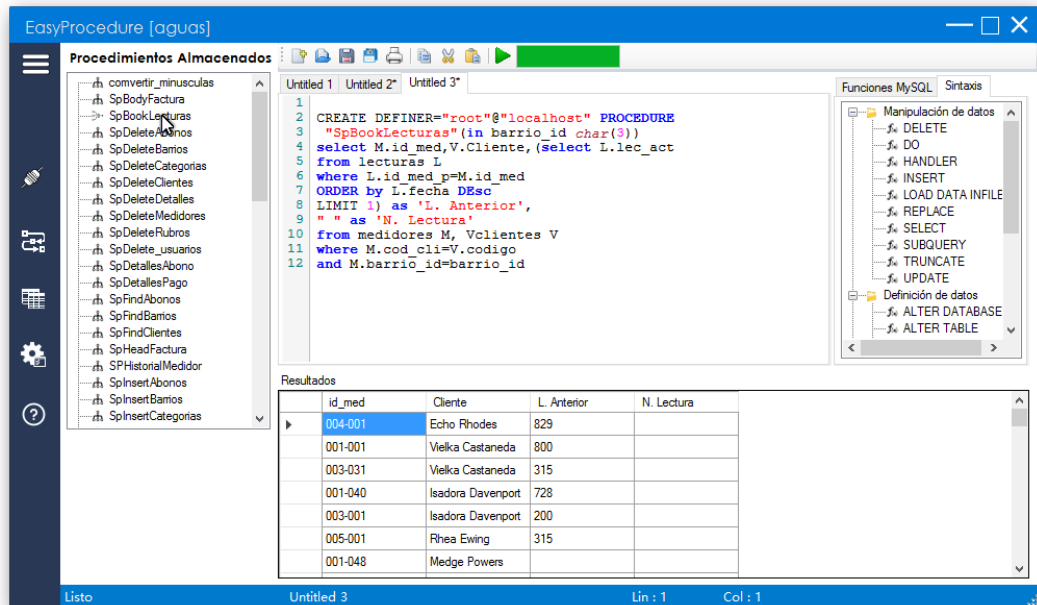 EasyProcedure [aguas]
Procedimientos Almacenados
comvertir_minusculas
SpBodyFactura
SpBookLecturas
SpDeleteAbonos
SpDeleteBarrios
SpDeleteCategorias
SpDeleteClientes
SpDeleteDetalles
SpDeleteMedidores
SpDeleteRubros
SpDelete_usuarios
SpDetallesAbono
SpDetallesPago
SpFindAbonos
SpFindBarrios
SpFindClientes
SpHeadFactura
SPHistorialMedidor
SpInsertAbonos
SpInsertBarrios
SpInsertCategorias
Untitled 1 Untitled 2* Untitled 3*
1
2 CREATE DEFINER="root"@"localhost" PROCEDURE
3 "SpBookLecturas"(in barrio_id char(3))
4 select M.id_med,V.Cliente,(select L.lec_act
5 from lecturas L
6 where L.id_med_p=M.id_med
7 ORDER by L.fecha DEsc
8 LIMIT 1) as 'L. Anterior',
9 " " as 'N. Lectura'
10 from medidores M, Vclientes V
11 where M.cod_cli=V.codigo
12 and M.barrio_id=barrio_id
Funciones MySQL Sintaxis
Manipulación de datos
DELETE
DO
HANDLER
INSERT
LOAD DATA INFILE
REPLACE
SELECT
SUBQUERY
TRUNCATE
UPDATE
Definición de datos
ALTER DATABASE
ALTER TABLE
Resultados
id_med Cliente L. Anterior N. Lectura
004-001 Echo Rhodes 829
001-001 Vielka Castaneda 800
003-031 Vielka Castaneda 315
001-040 Isadora Davenport 728
003-001 Isadora Davenport 200
005-001 Rhea Ewing 315
001-048 Medge Powers
Listo Untitled 3 Lin : 1 Col : 1